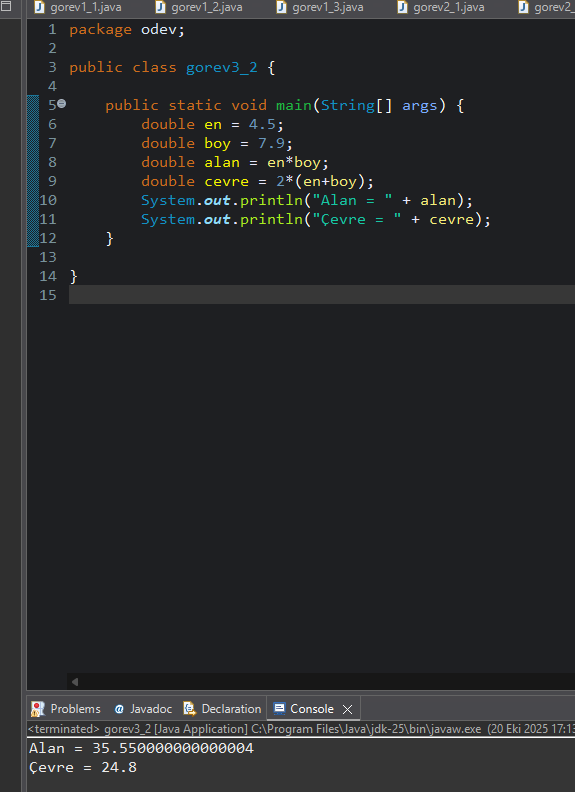 gorev1_1.java gorev1_2.java gorev1_3.java gorev2_1.java gorev2_
1 package odev;
2
3 public class gorev3_2 {
4
5 public static void main(String[] args) {
6 double en = 4.5;
7 double boy = 7.9;
8 double alan = en*boy;
9 double cevre = 2*(en+boy);
10 System.out.println("Alan = " + alan);
11 System.out.println("Çevre = " + cevre);
12 }
13
14 }
15
Problems @ Javadoc Declaration Console
<terminated> gorev3_2 [Java Application] C:\Program Files\Java\jdk-25\bin\javaw.exe (20 Eki 2025 17:13
Alan = 35.550000000000004
Çevre = 24.8